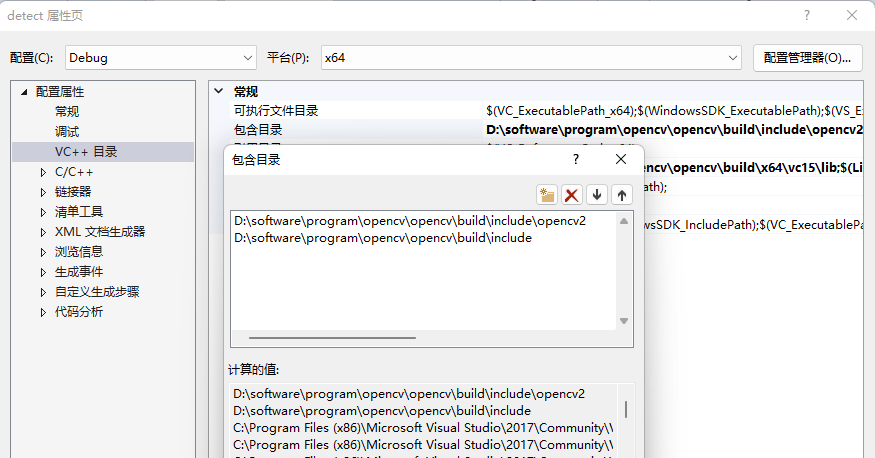 detect 属性页
配置(C): Debug 平台(P): x64 配置管理器(O)...
配置属性
常规
调试
VC++ 目录
C/C++
链接器
清单工具
XML 文档生成器
浏览信息
生成事件
自定义生成步骤
代码分析
常规
可执行文件目录 $(VC_ExecutablePath_x64);$(WindowsSDK_ExecutablePath);$(VS_E
包含目录 D:\software\program\opencv\opencv\build\include\opencv2
opencv\opencv\build\x64\vc15\lib;$(Li
ath);
owsSDK_IncludePath);$(VC_ExecutablePa
包含目录
D:\software\program\opencv\opencv\build\include\opencv2
D:\software\program\opencv\opencv\build\include
计算的值:
D:\software\program\opencv\opencv\build\include\opencv2
D:\software\program\opencv\opencv\build\include
C:\Program Files (x86)\Microsoft Visual Studio\2017\Community\\
C:\Program Files (x86)\Microsoft Visual Studio\2017\Community\\